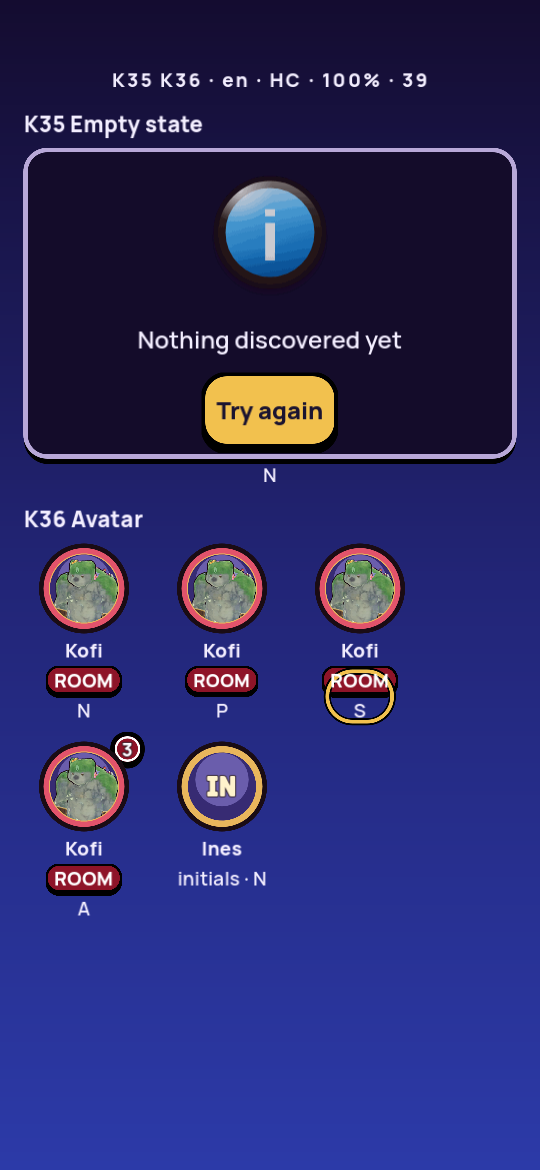 K35 K36 · en · HC · 100% · 39
K35 Empty state
i
Nothing discovered yet
Try again
N
K36 Avatar
Kofi Kofi Kofi
ROOM ROOM ROOM
N P S
3
IN
Kofi Ines
ROOM initials · N
A